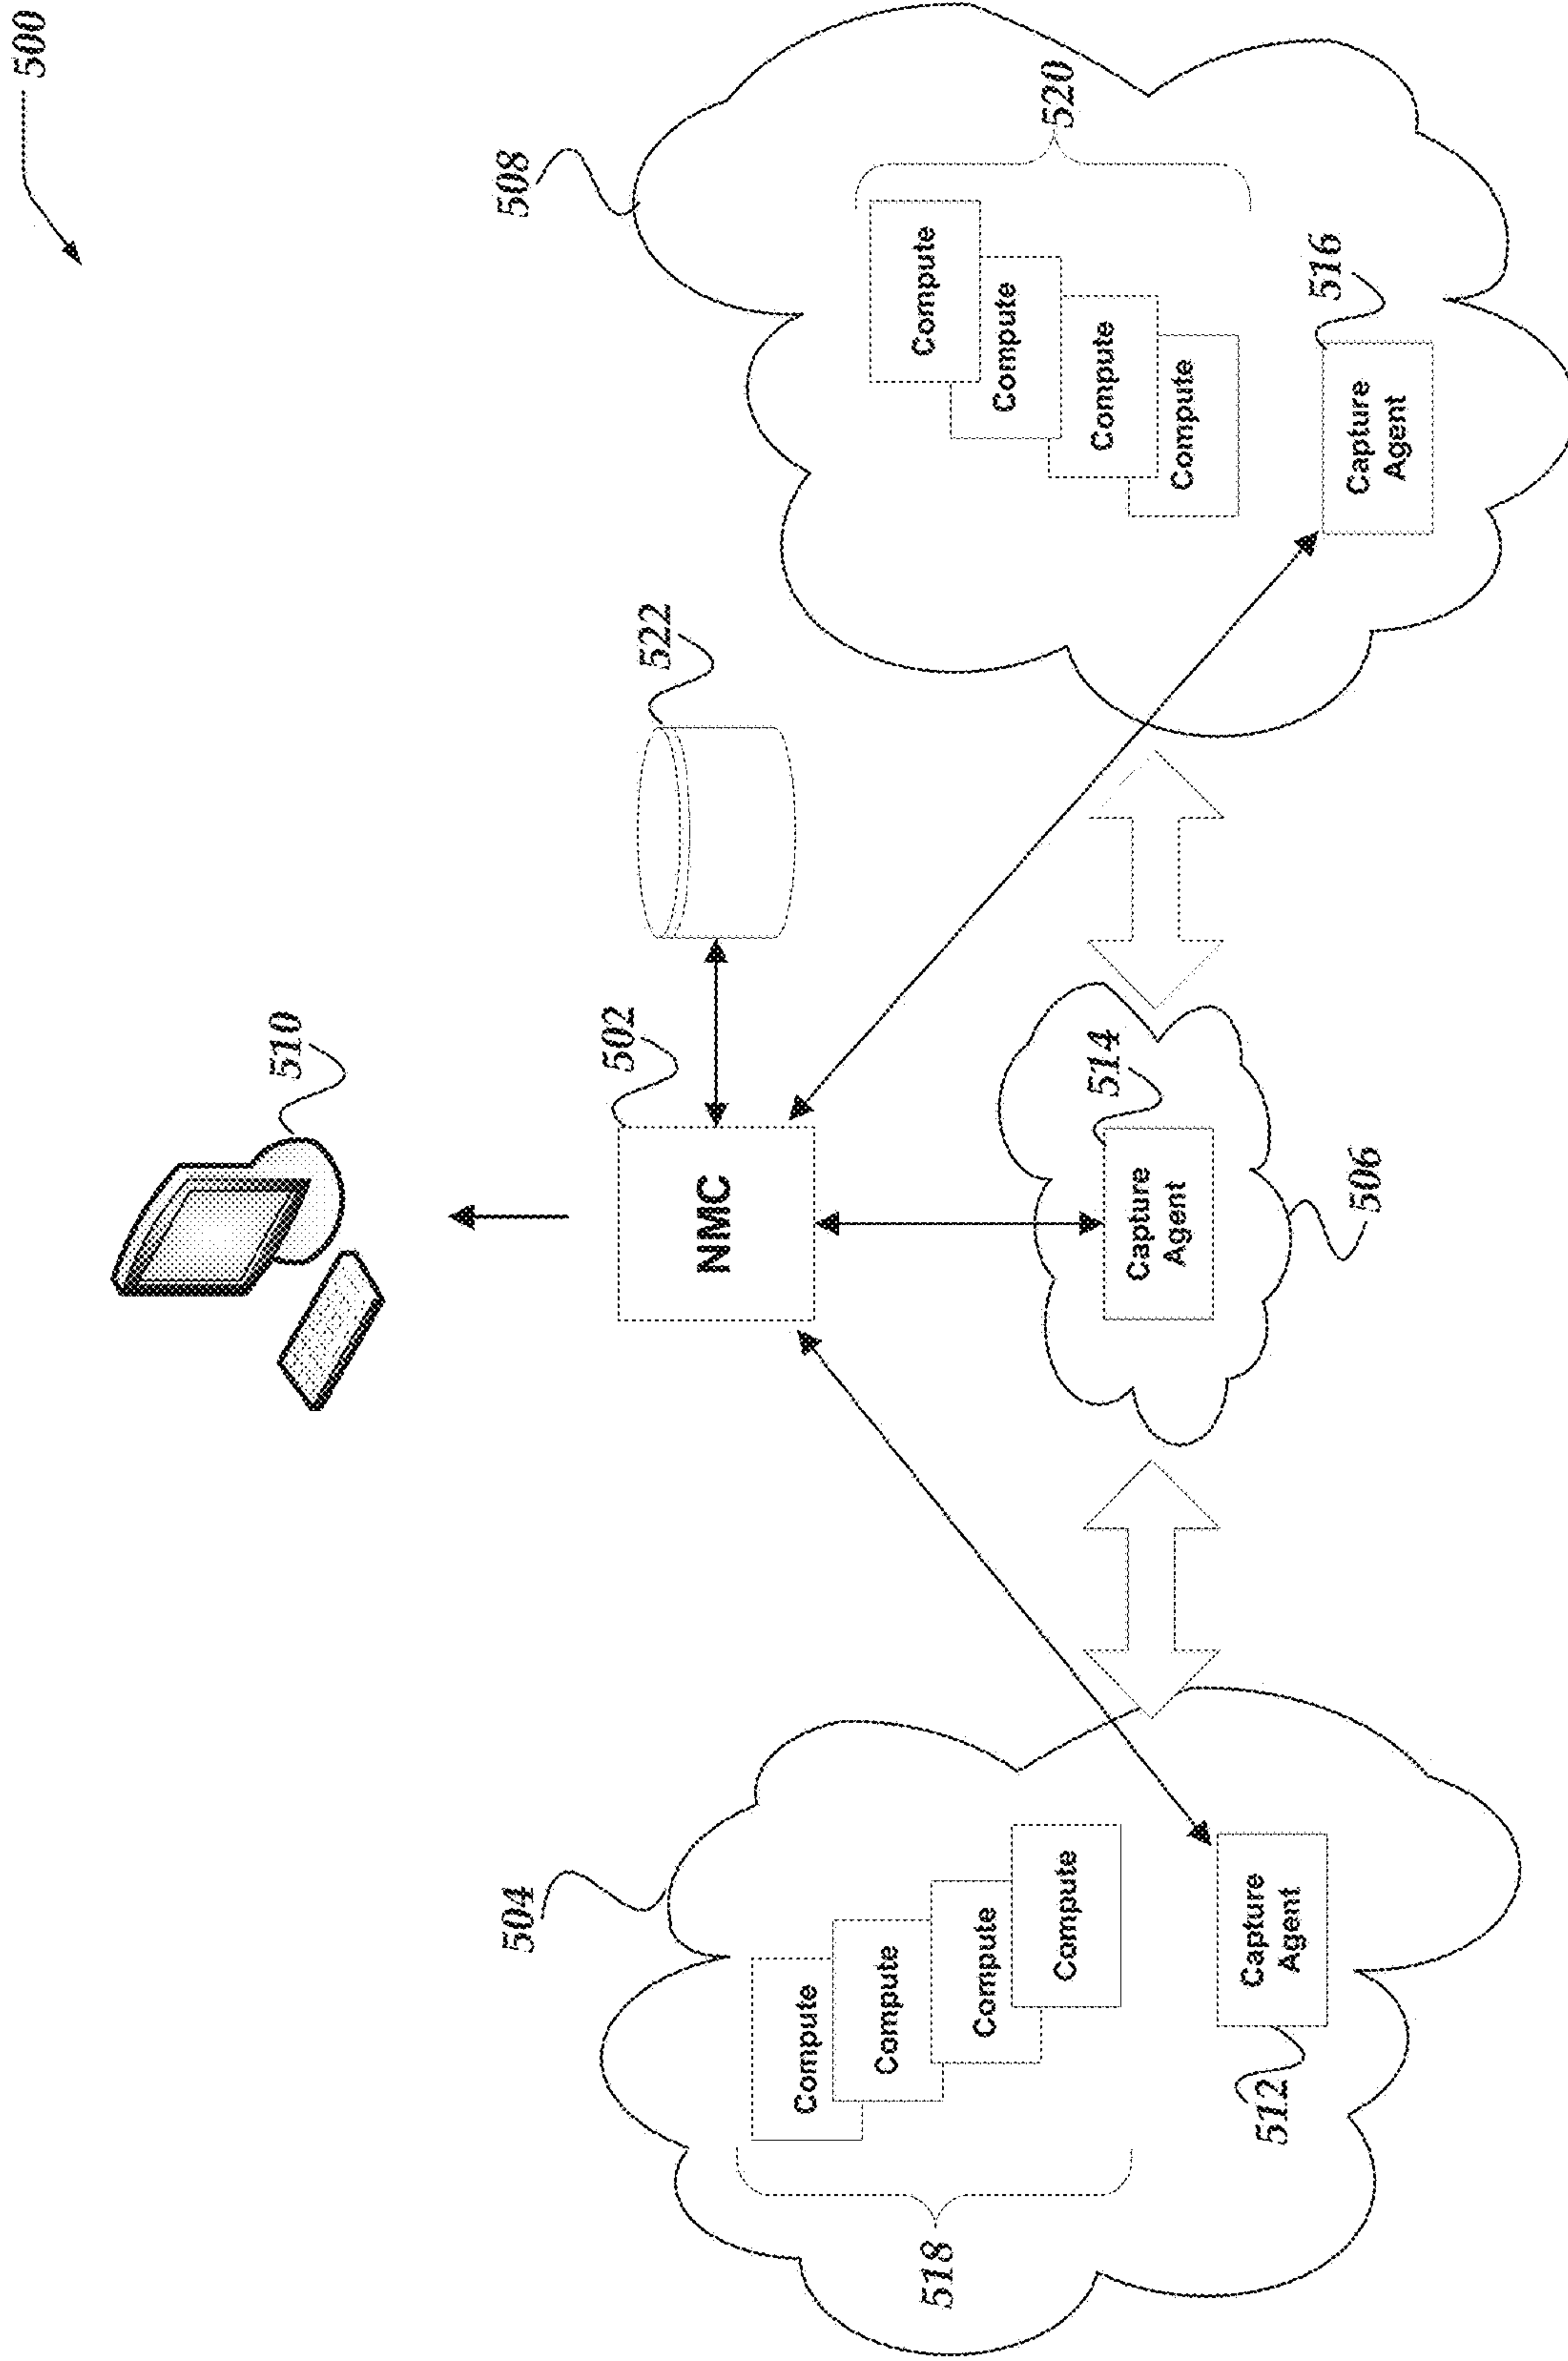 500
510
502
522
NMC
504
508
518
Compute
Compute
Compute
Compute
512
Capture
Agent
514
Capture
Agent
506
520
Compute
Compute
Compute
Compute
516
Capture
Agent